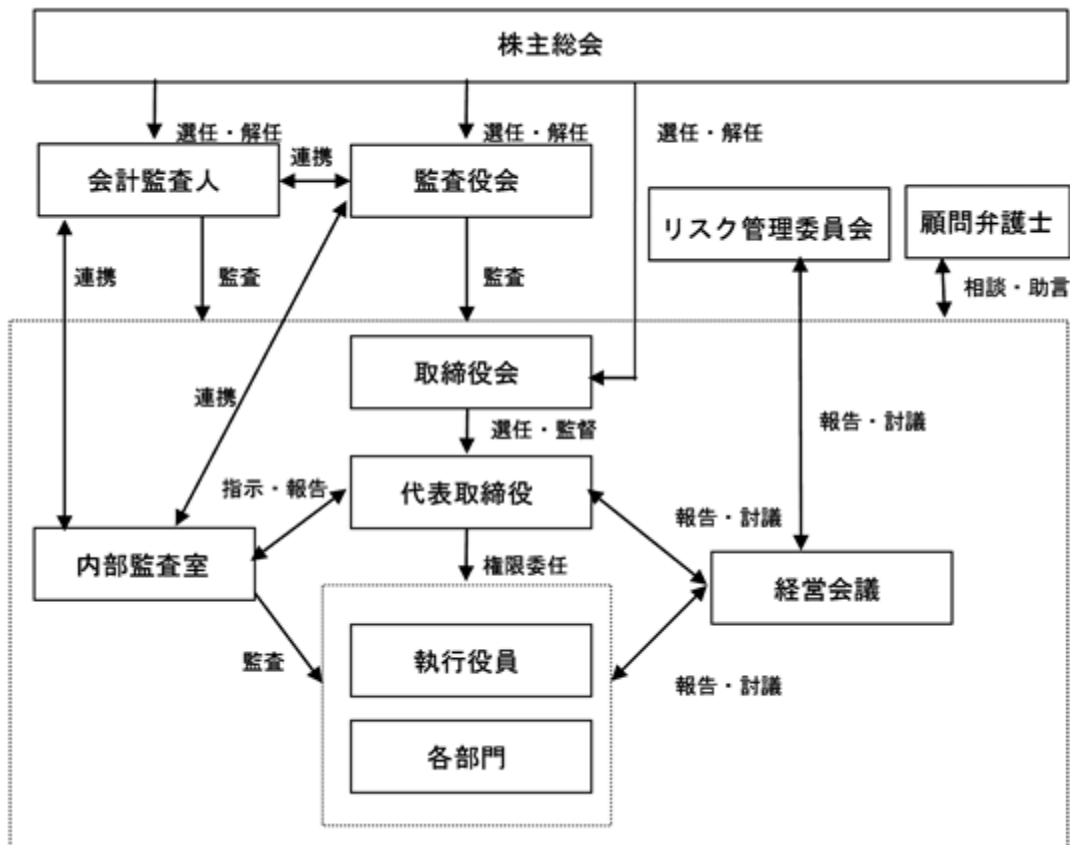 株主総会
選任・解任
選任・解任
選任・解任
会計監査人
連携
監査役会
リスク管理委員会
顧問弁護士
連携
監査
監査
相談・助言
取締役会
連携
選任・監督
報告・討議
指示・報告
代表取締役
報告・討議
内部監査室
権限委任
経営会議
監査
執行役員
報告・討議
各部門